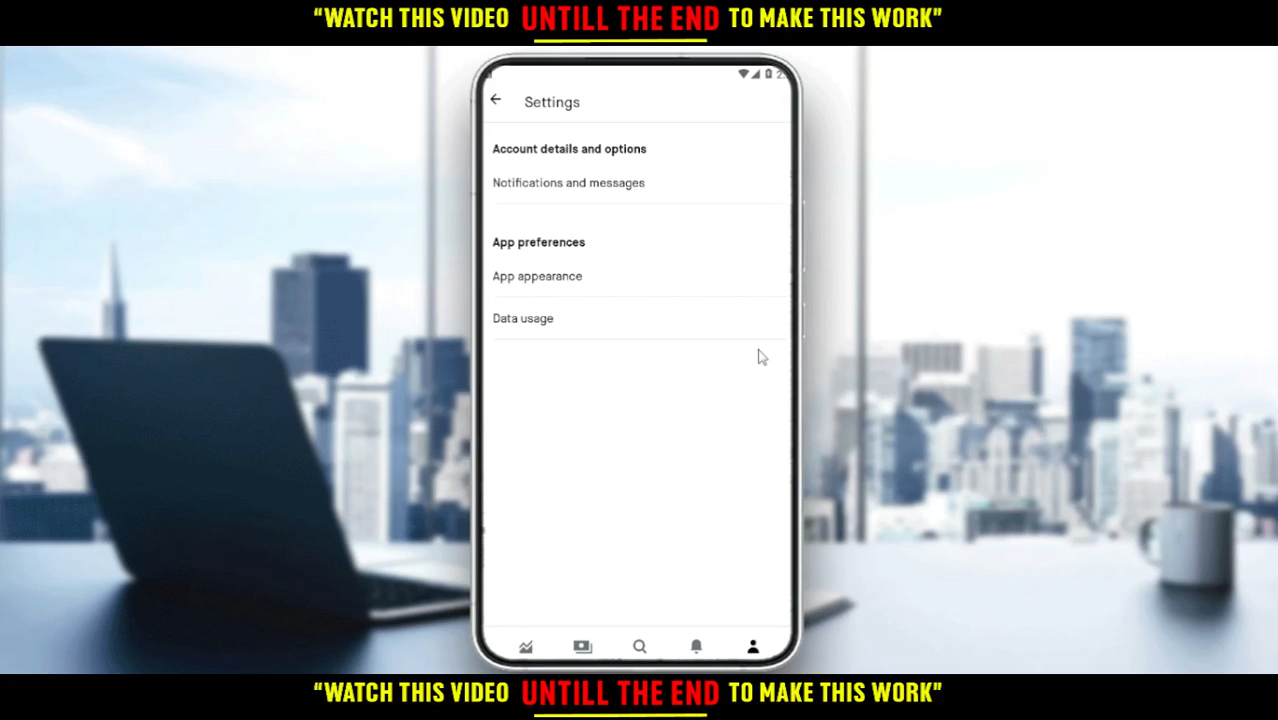 “WATCH THIS VIDEO UNTILL THE END TO MAKE THIS WORK”
Settings
Account details and options
Notifications and messages
App preferences
App appearance
Data usage
“WATCH THIS VIDEO UNTILL THE END TO MAKE THIS WORK”